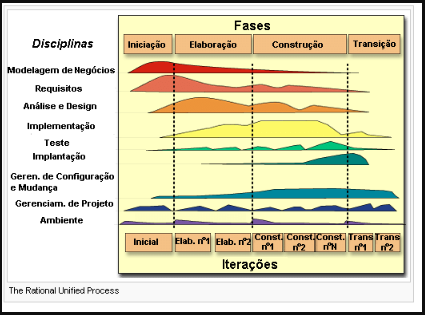 Fases
Disciplinas
Iniciação Elaboração Construção Transição
Modelagem de Negócios
Requisitos
Análise e Design
Implementação
Teste
Implantação
Geren. de Configuração
e Mudança
Gerenciam. de Projeto
Ambiente
Inicial Elab. nº1 Elab. nº2 Const. nº1 Const. nº2 Const. nºN Trans nº1 Trans nº2
Iterações
The Rational Unified Process